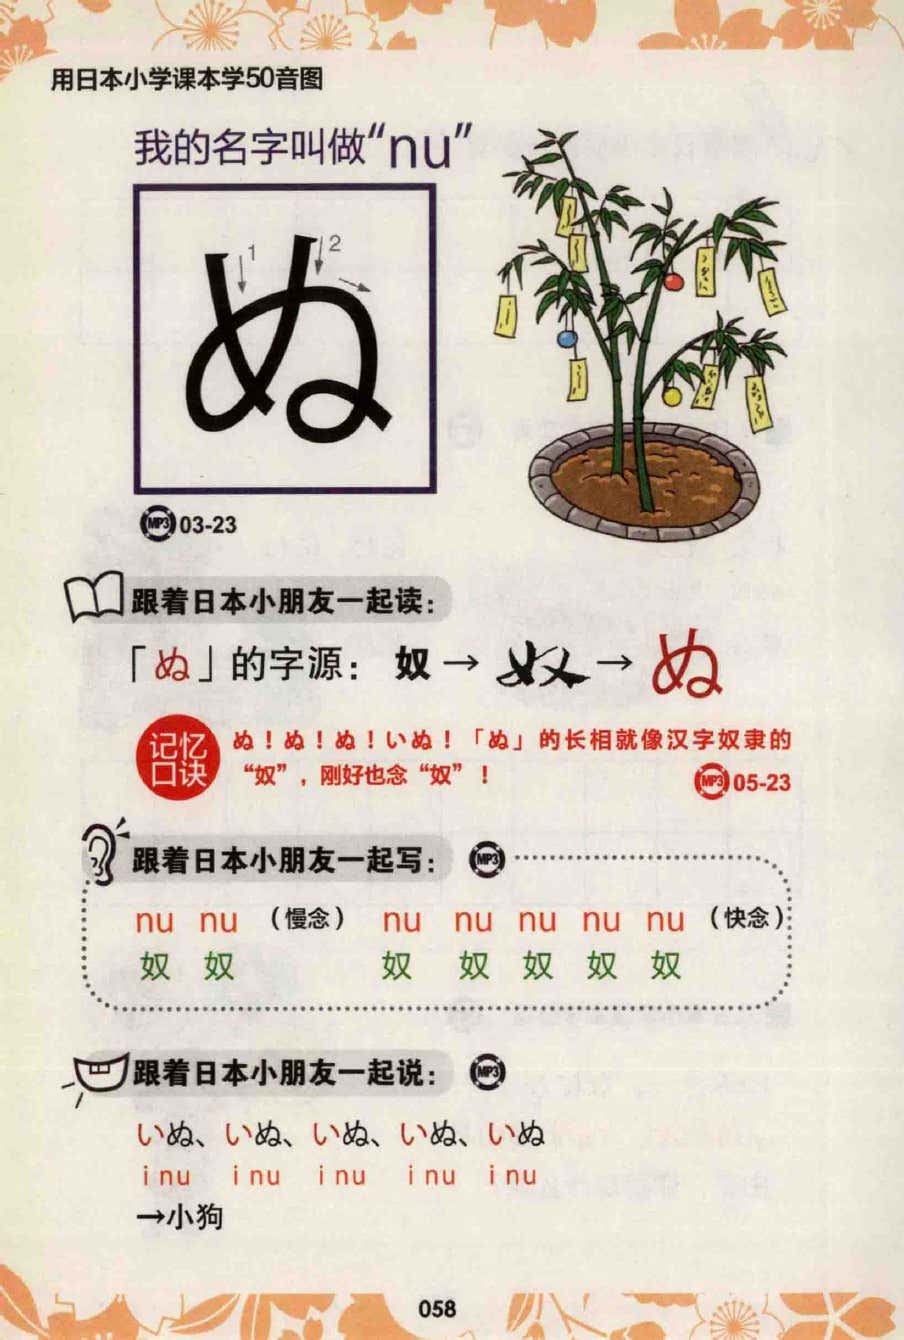 用日本小学课本学50音图
我的名字叫做“nu”
1 2
ぬ
MP3 03-23
跟着日本小朋友一起读：
「ぬ」的字源：奴→奴→ぬ
记忆
口诀
ぬ！ぬ！ぬ！いぬ！「ぬ」的长相就像汉字奴隶的
“奴”，刚好也念“奴”！
MP3 05-23
跟着日本小朋友一起写： MP3
nu nu （慢念） nu nu nu nu nu （快念）
奴 奴 奴 奴 奴 奴 奴
跟着日本小朋友一起说： MP3
いぬ、いぬ、いぬ、いぬ、いぬ
i nu i nu i nu i nu i nu
→小狗
058